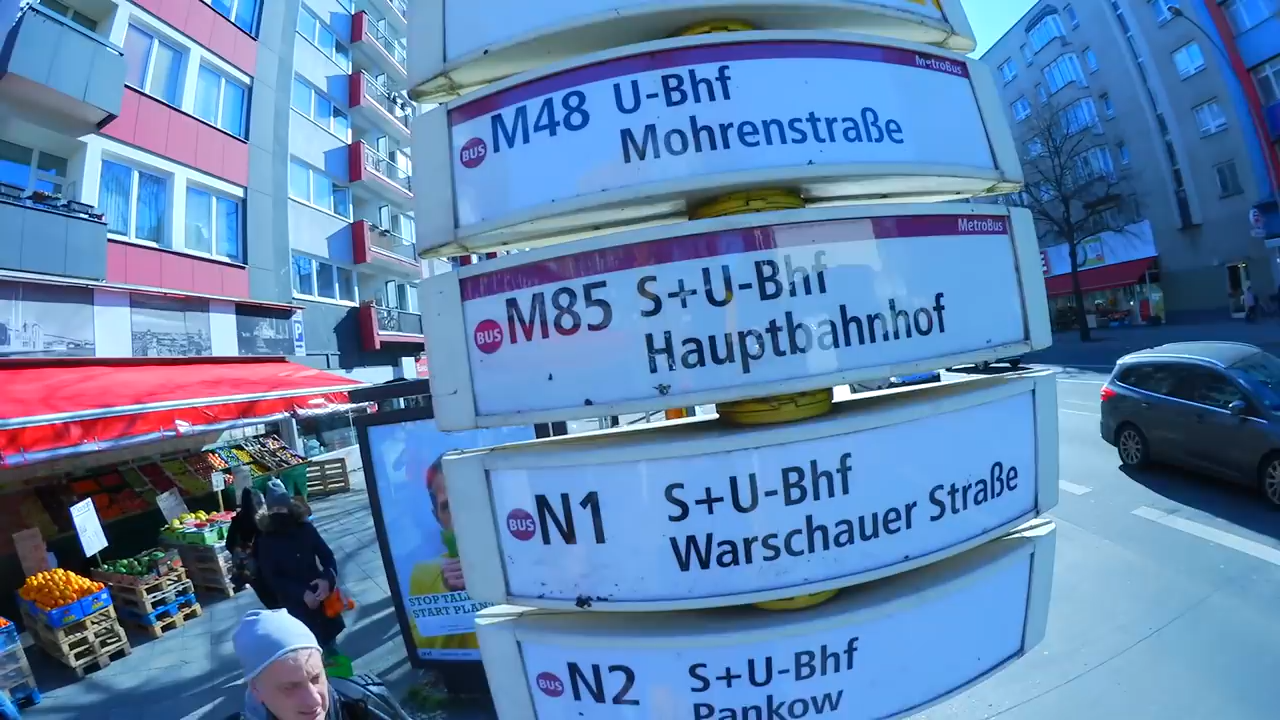 MetroBus
BUS M48 U-Bhf
Mohrenstraße
MetroBus
BUS M85 S+U-Bhf
Hauptbahnhof
BUS N1 S+U-Bhf
Warschauer Straße
BUS N2 S+U-Bhf
Pankow
P
STOP TAL
START PLAN